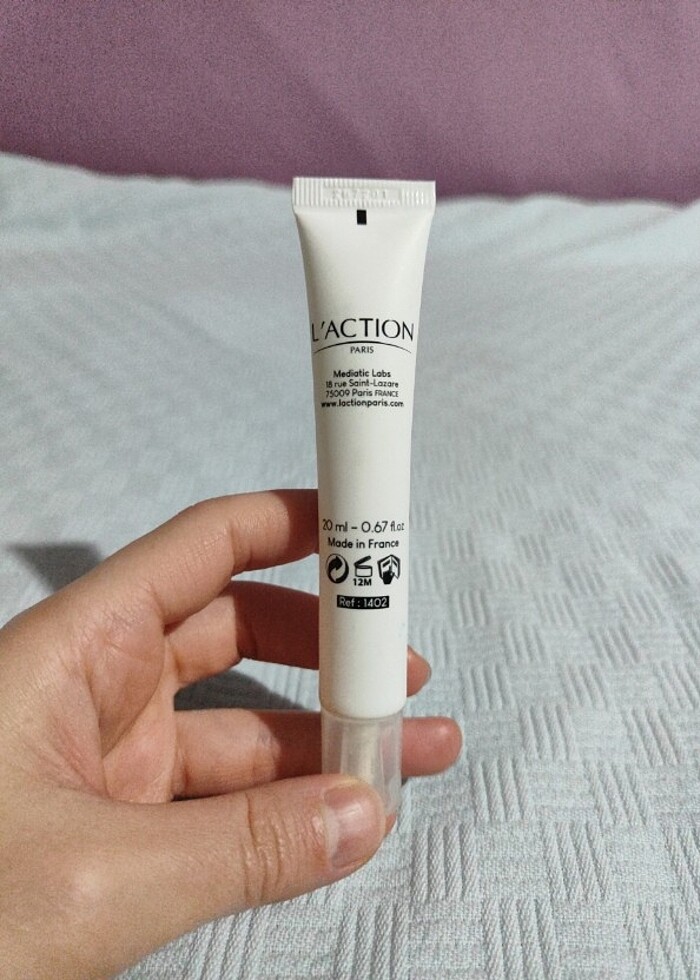 L'ACTION
PARIS
Mediatic Labs
18 rue Saint-Lazare
75009 Paris FRANCE
www.lactionparis.com
20 ml - 0.67 fl.oz
Made in France
12M
Ref : 1402